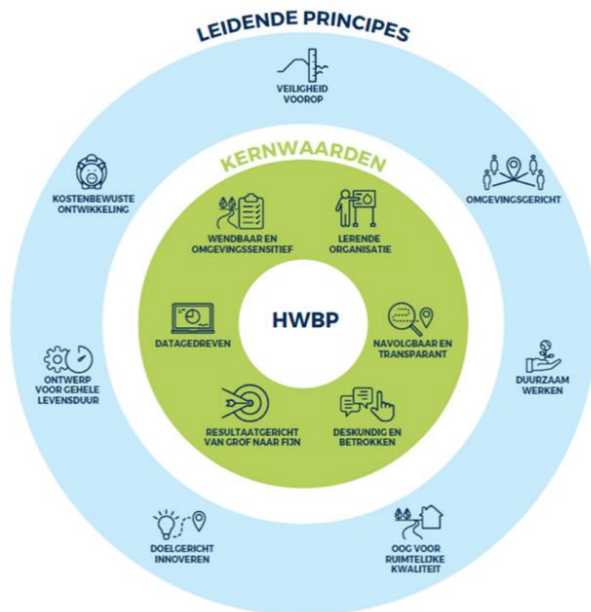 LEIDENDE PRINCIPES
VEILIGHEID
VOOROP
KOSTENBEWUSTE
ONTWIKKELING
OMGEVINGSGERICHT
KERNWAARDEN
WENDBAAR EN
OMGEVINGSSENSITIEF
LERENDE
ORGANISATIE
HWBP
DATAGEDREVEN
NAVOLGBAAR EN
TRANSPARANT
ONTWERP
VOOR GEHELE
LEVENSDUUR
DUURZAAM
WERKEN
RESULTAATGERICHT
VAN GROF NAAR FIJN
DESKUNDIG EN
BETROKKEN
DOELGERICHT
INNOVEREN
OOG VOOR
RUIMTELIJKE
KWALITEIT